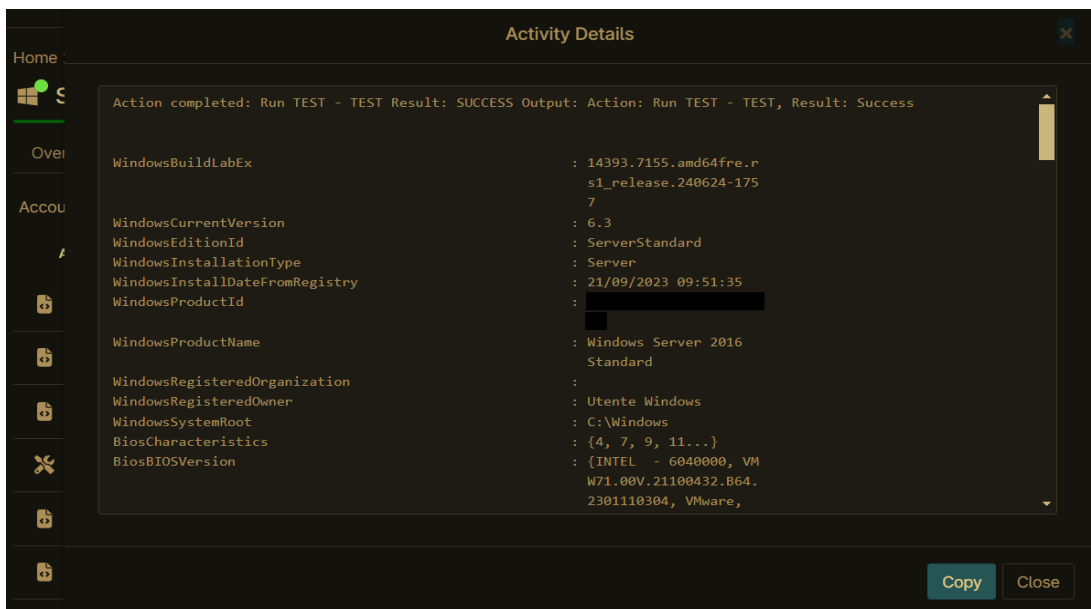 Activity Details
Home
S
Over
Accou
A
Action completed: Run TEST - TEST Result: SUCCESS Output: Action: Run TEST - TEST, Result: Success
WindowsBuildLabEx : 14393.7155.amd64fre.r
s1_release.240624-175
7
WindowsCurrentVersion : 6.3
WindowsEditionId : ServerStandard
WindowsInstallationType : Server
WindowsInstallDateFromRegistry : 21/09/2023 09:51:35
WindowsProductId :
WindowsProductName : Windows Server 2016
Standard
WindowsRegisteredOrganization :
WindowsRegisteredOwner : Utente Windows
WindowsSystemRoot : C:\Windows
BiosCharacteristics : {4, 7, 9, 11...}
BiosBIOSVersion : {INTEL - 6040000, VM
W71.00V.21100432.B64.
2301110304, VMware,
Copy Close